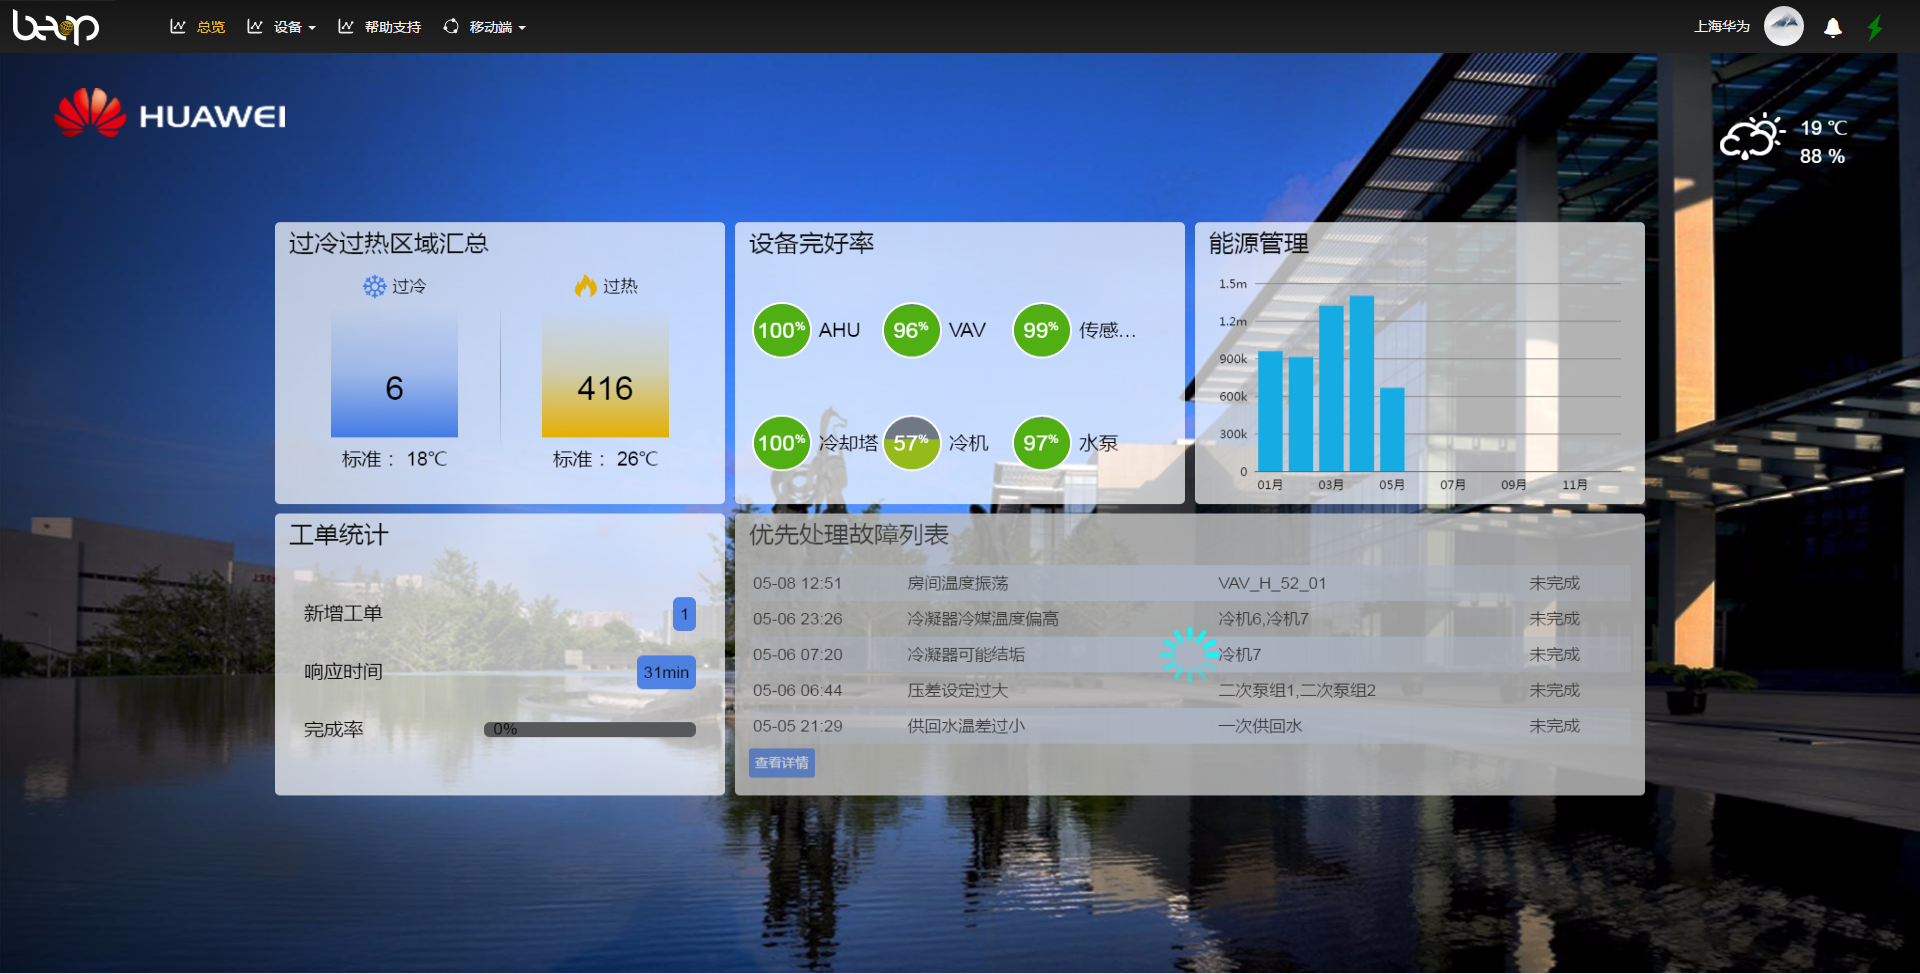 beop 总览 设备 帮助支持 移动端 上海华为
HUAWEI
19 ℃
88 %
过冷过热区域汇总
过冷 过热
6 416
标准： 18℃ 标准： 26℃
设备完好率
100% AHU 96% VAV 99% 传感...
100% 冷却塔 57% 冷机 97% 水泵
能源管理
1.5m
1.2m
900k
600k
300k
0
01月 03月 05月 07月 09月 11月
工单统计
新增工单 1
响应时间 31min
完成率 0%
优先处理故障列表
05-08 12:51 房间温度振荡 VAV_H_52_01 未完成
05-06 23:26 冷凝器冷媒温度偏高 冷机6,冷机7 未完成
05-06 07:20 冷凝器可能结垢 冷机7 未完成
05-06 06:44 压差设定过大 二次泵组1,二次泵组2 未完成
05-05 21:29 供回水温差过小 一次供回水 未完成
查看详情